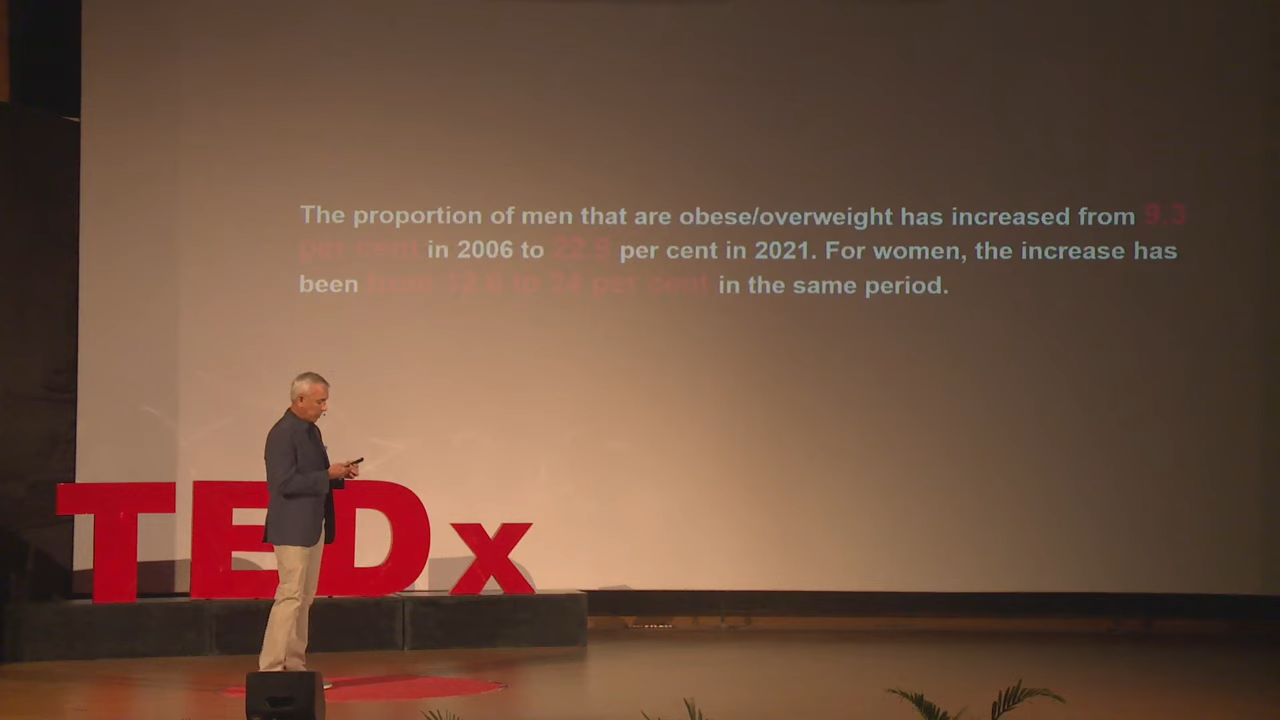 The proportion of men that are obese/overweight has increased from 9.3
per cent in 2006 to 22.9 per cent in 2021. For women, the increase has
been from 12.6 to 24 per cent in the same period.
TEDx